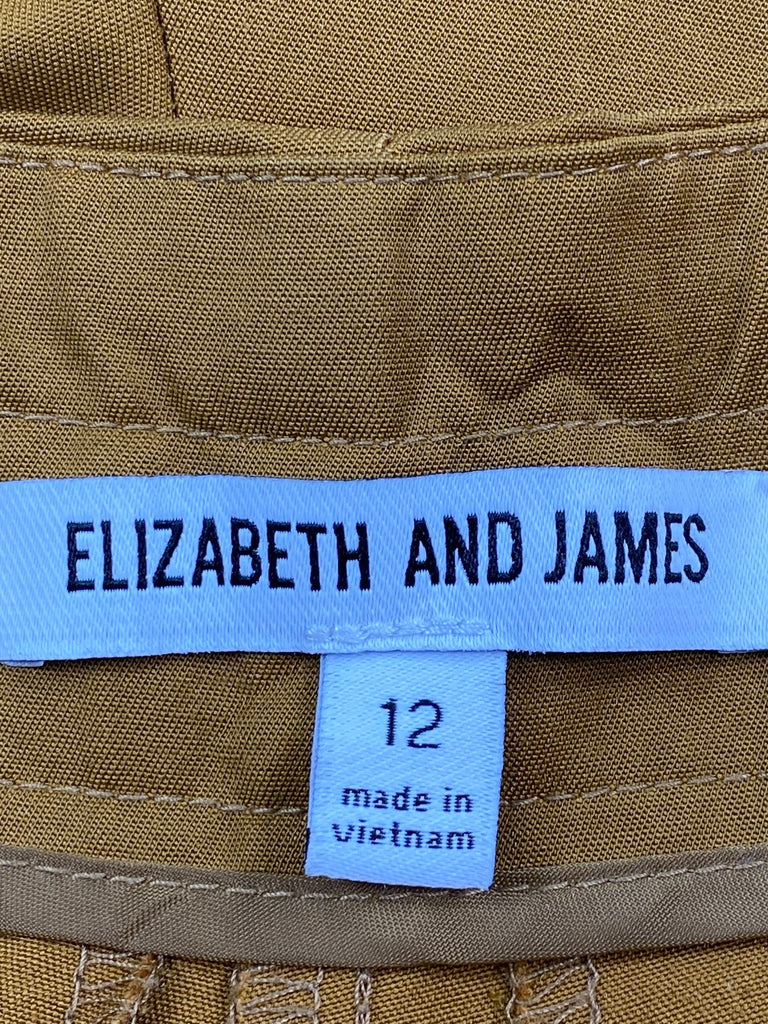 ELIZABETH AND JAMES
12
made in
vietnam